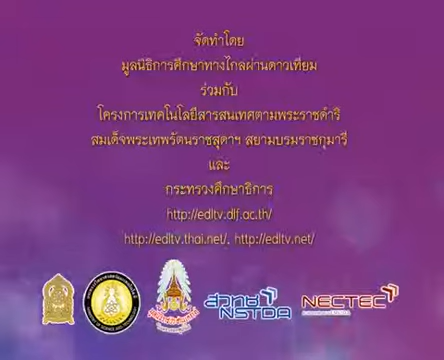 จัดทำโดย
มูลนิธิการศึกษาทางไกลผ่านดาวเทียม
ร่วมกับ
โครงการเทคโนโลยีสารสนเทศตามพระราชดำริ
สมเด็จพระเทพรัตนราชสุดาฯ สยามบรมราชกุมารี
และ
กระทรวงศึกษาธิการ
http://edltv.dlf.ac.th/
http://edltv.thai.net/, http://edltv.net/
สวทช
NSTDA
NECTEC